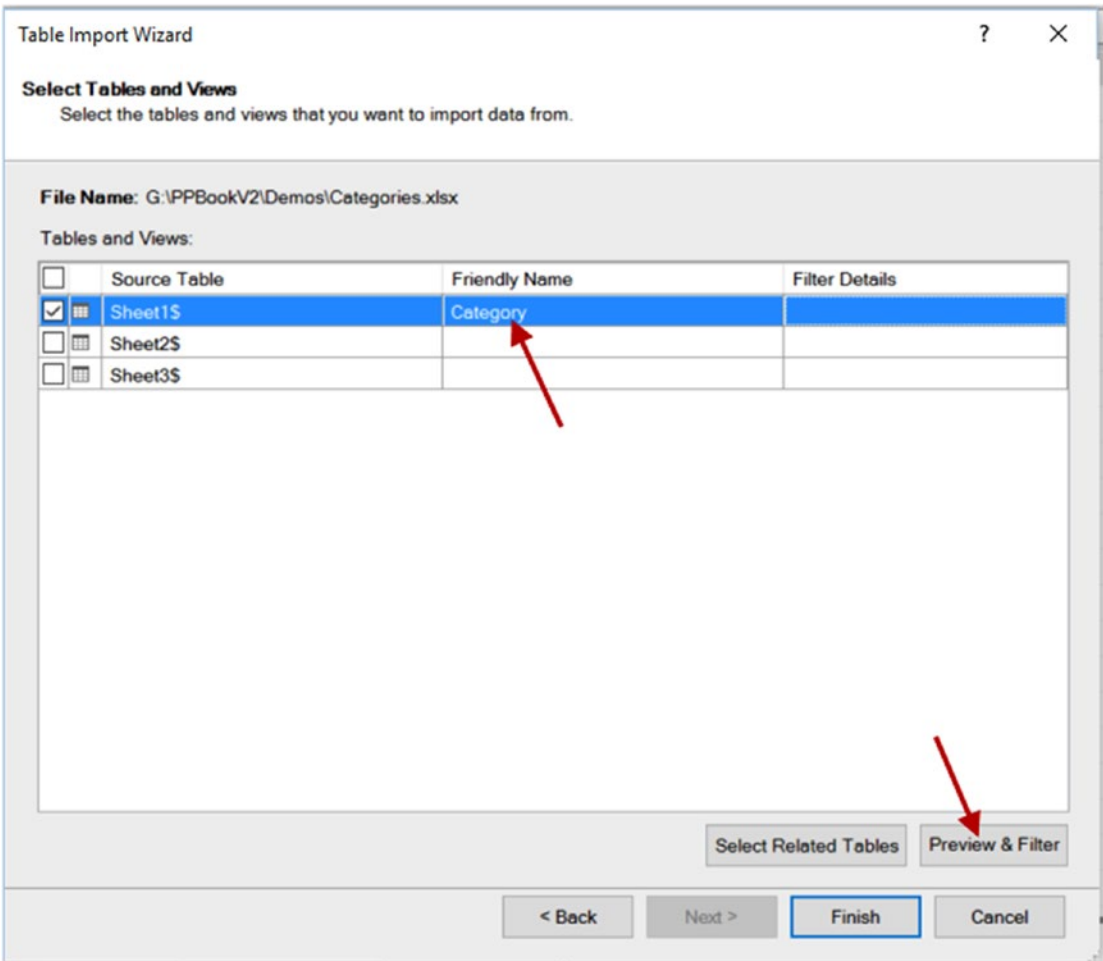 Table Import Wizard ?
Select Tables and Views
Select the tables and views that you want to import data from.
File Name: G:\PPBookV2\Demos\Categories.xlsx
Tables and Views:
Source Table Friendly Name Filter Details
Sheet1$ Category
Sheet2$
Sheet3$
Select Related Tables Preview & Filter
< Back Next > Finish Cancel